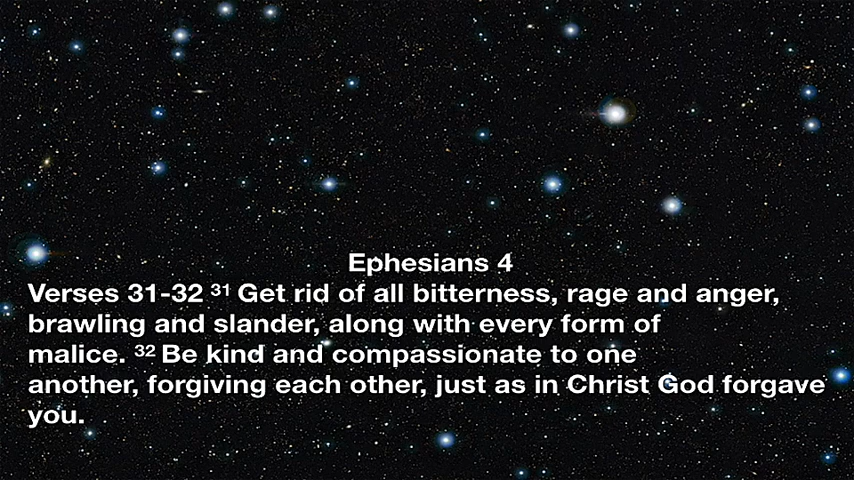 Ephesians 4
Verses 31-32 ³¹ Get rid of all bitterness, rage and anger,
brawling and slander, along with every form of
malice. ³² Be kind and compassionate to one
another, forgiving each other, just as in Christ God forgave
you.